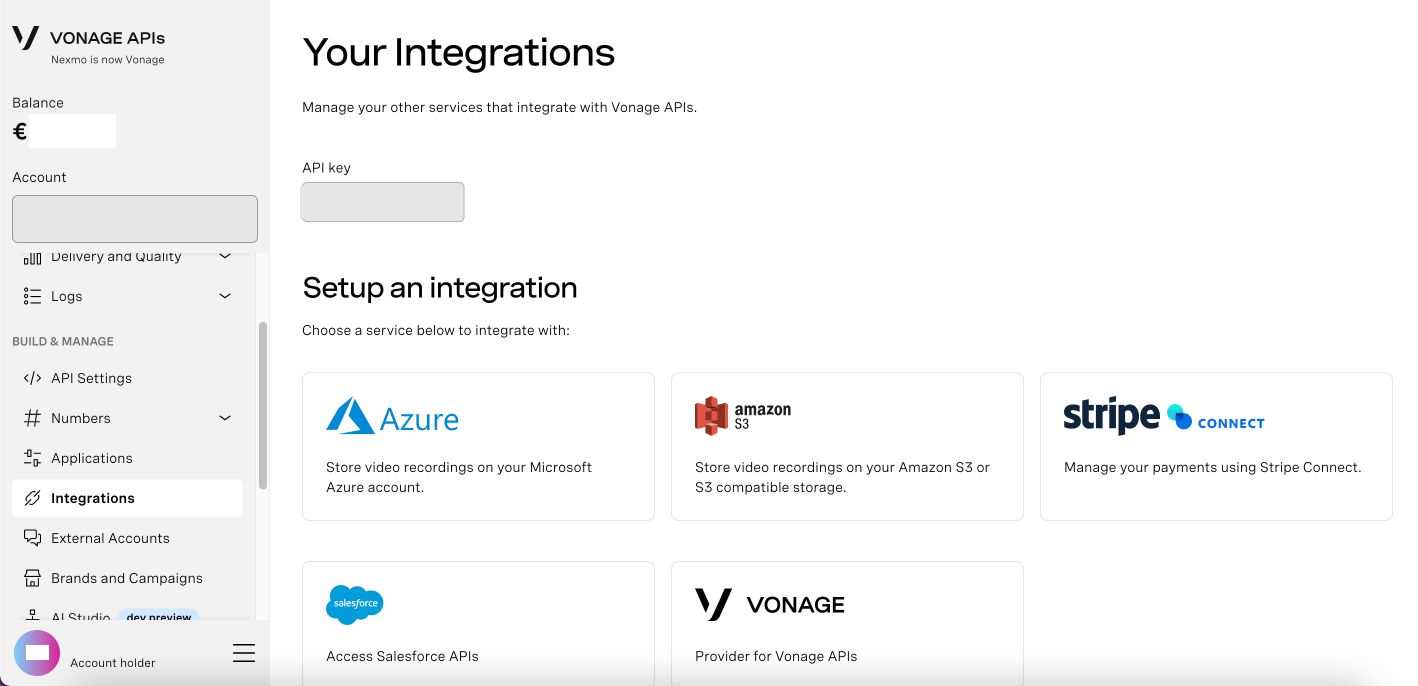 VONAGE APIs
Nexmo is now Vonage
Balance
€
Account
Delivery and Quality
Logs
BUILD & MANAGE
API Settings
Numbers
Applications
Integrations
External Accounts
Brands and Campaigns
AI Studio dev preview
Account holder
Your Integrations
Manage your other services that integrate with Vonage APIs.
API key
Setup an integration
Choose a service below to integrate with:
Azure
Store video recordings on your Microsoft
Azure account.
amazon
S3
Store video recordings on your Amazon S3 or
S3 compatible storage.
stripe CONNECT
Manage your payments using Stripe Connect.
salesforce
Access Salesforce APIs
VONAGE
Provider for Vonage APIs